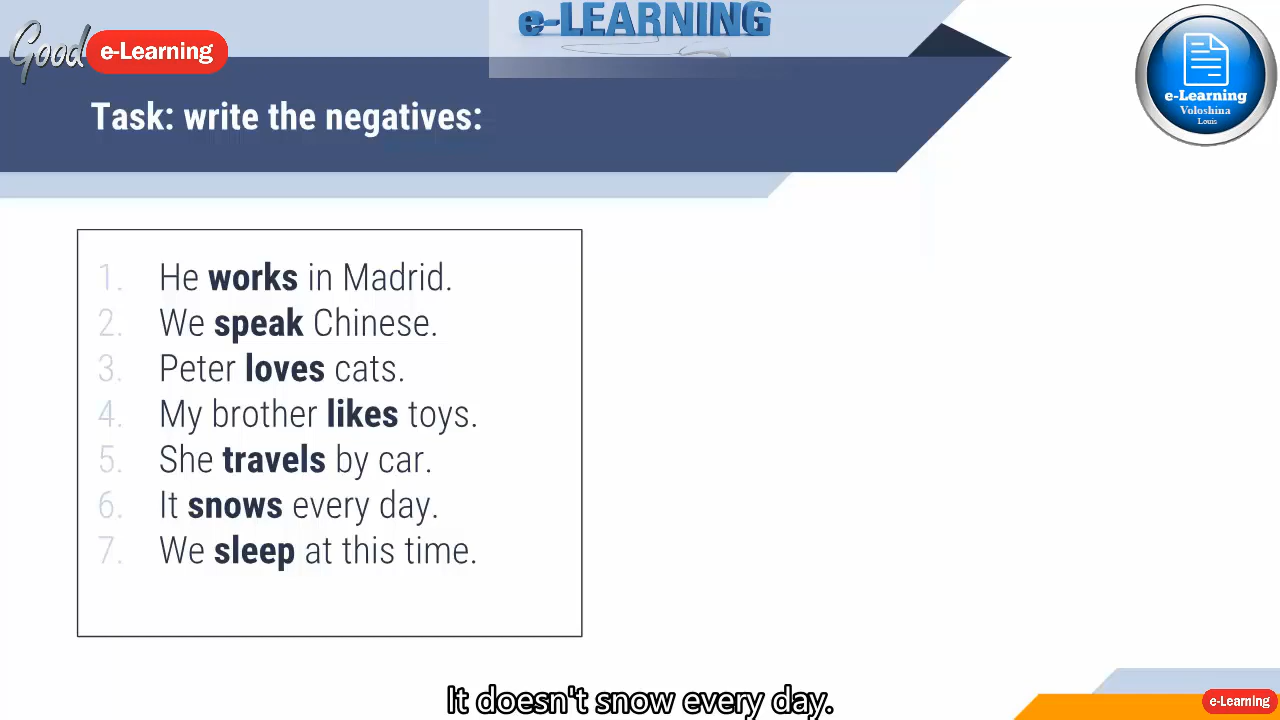 e-LEARNING
Good e-Learning
e-Learning
Voloshina
Louis
Task: write the negatives:
1. He works in Madrid.
2. We speak Chinese.
3. Peter loves cats.
4. My brother likes toys.
5. She travels by car.
6. It snows every day.
7. We sleep at this time.
It doesn't snow every day.
e-Learning